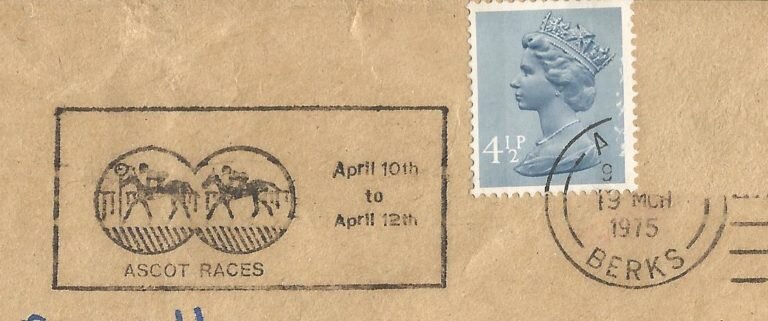 April 10th
to
April 12th
ASCOT RACES
4½P
A
9
19 MCH
1975
BERKS